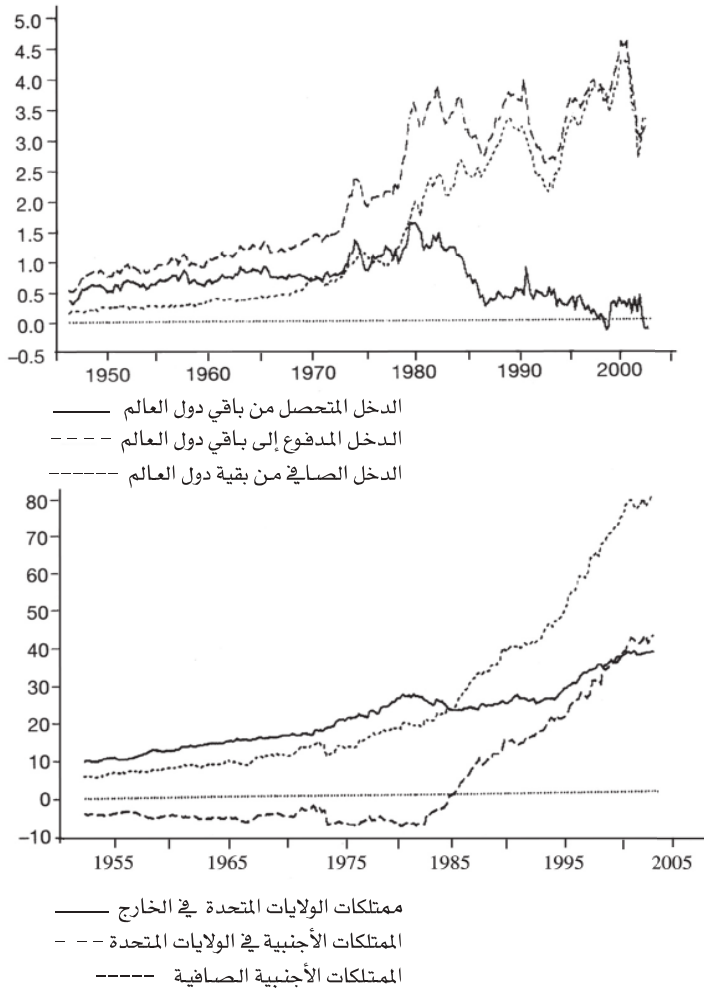 5.0
4.5
4.0
3.5
3.0
2.5
2.0
1.5
1.0
0.5
0.0
−0.5
1950 1960 1970 1980 1990 2000
الدخل المتحصل من باقي دول العالم
الدخل المدفوع إلى باقي دول العالم
الدخل الصافي من بقية دول العالم
80
70
60
50
40
30
20
10
0
−10
1955 1965 1975 1985 1995 2005
ممتلكات الولايات المتحدة في الخارج
الممتلكات الأجنبية في الولايات المتحدة
الممتلكات الأجنبية الصافية